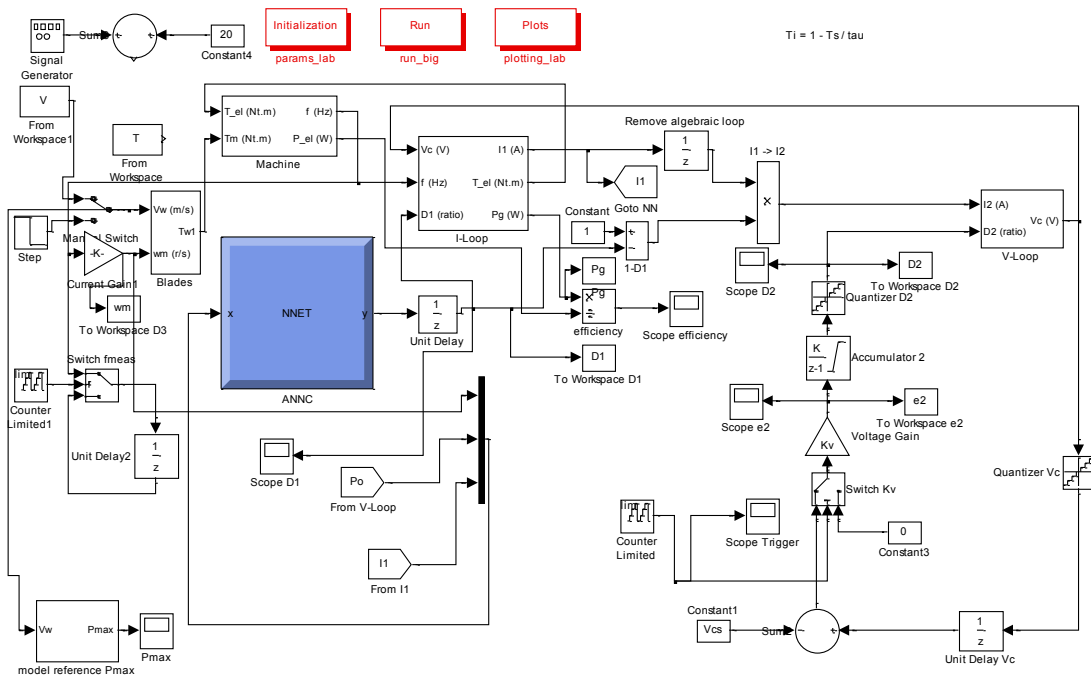 Initialization
Run
Plots
params_lab
run_big
plotting_lab
Ti = 1 - Ts / tau
Signal
Generator
20
Constant4
V
From
Workspace1
T
From
Workspace
T_el (Nt.m)
Tm (Nt.m)
f (Hz)
P_el (W)
Machine
Vc (V)
f (Hz)
D1 (ratio)
I1 (A)
T_el (Nt.m)
Pg (W)
I-Loop
Remove algebraic loop
1
z
I1
Goto NN
I1 -> I2
×
Constant
1
+
-
1-D1
I2 (A)
D2 (ratio)
Vc (V)
V-Loop
Step
Manual Switch
Vw (m/s)
wm (r/s)
Tw1
Blades
-K-
Current Gain1
wm
To Workspace D3
x
NNET
y
ANNC
1
z
Unit Delay
Pg
Pg
×
÷
efficiency
Scope efficiency
D1
To Workspace D1
Scope D2
D2
To Workspace D2
Quantizer D2
K
z-1
Accumulator 2
Scope e2
e2
To Workspace e2
Kv
Voltage Gain
Quantizer Vc
Switch Kv
Switch fmeas
lim
Counter
Limited1
Unit Delay2
1
z
Scope D1
Po
From V-Loop
I1
From I1
lim
Counter
Limited
Scope Trigger
0
Constant3
Constant1
Vcs
-
+
Sum2
1
z
Unit Delay Vc
Vw
Pmax
model reference Pmax
Pmax